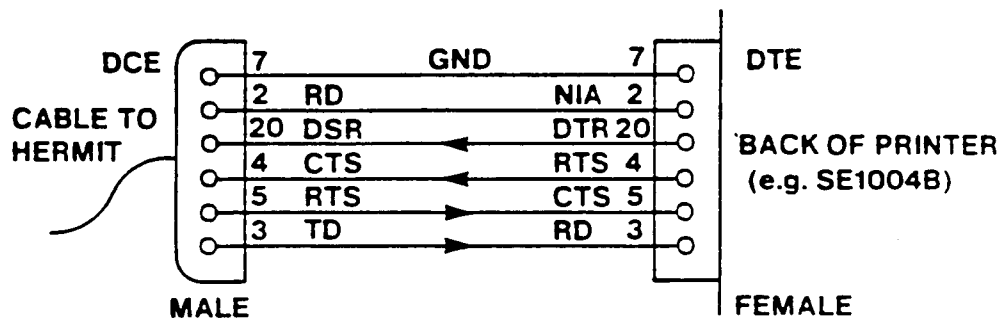 DCE 7 GND 7 DTE
2 RD NIA 2
CABLE TO HERMIT
20 DSR DTR 20
4 CTS RTS 4
BACK OF PRINTER
(e.g. SE1004B)
5 RTS CTS 5
3 TD RD 3
MALE FEMALE